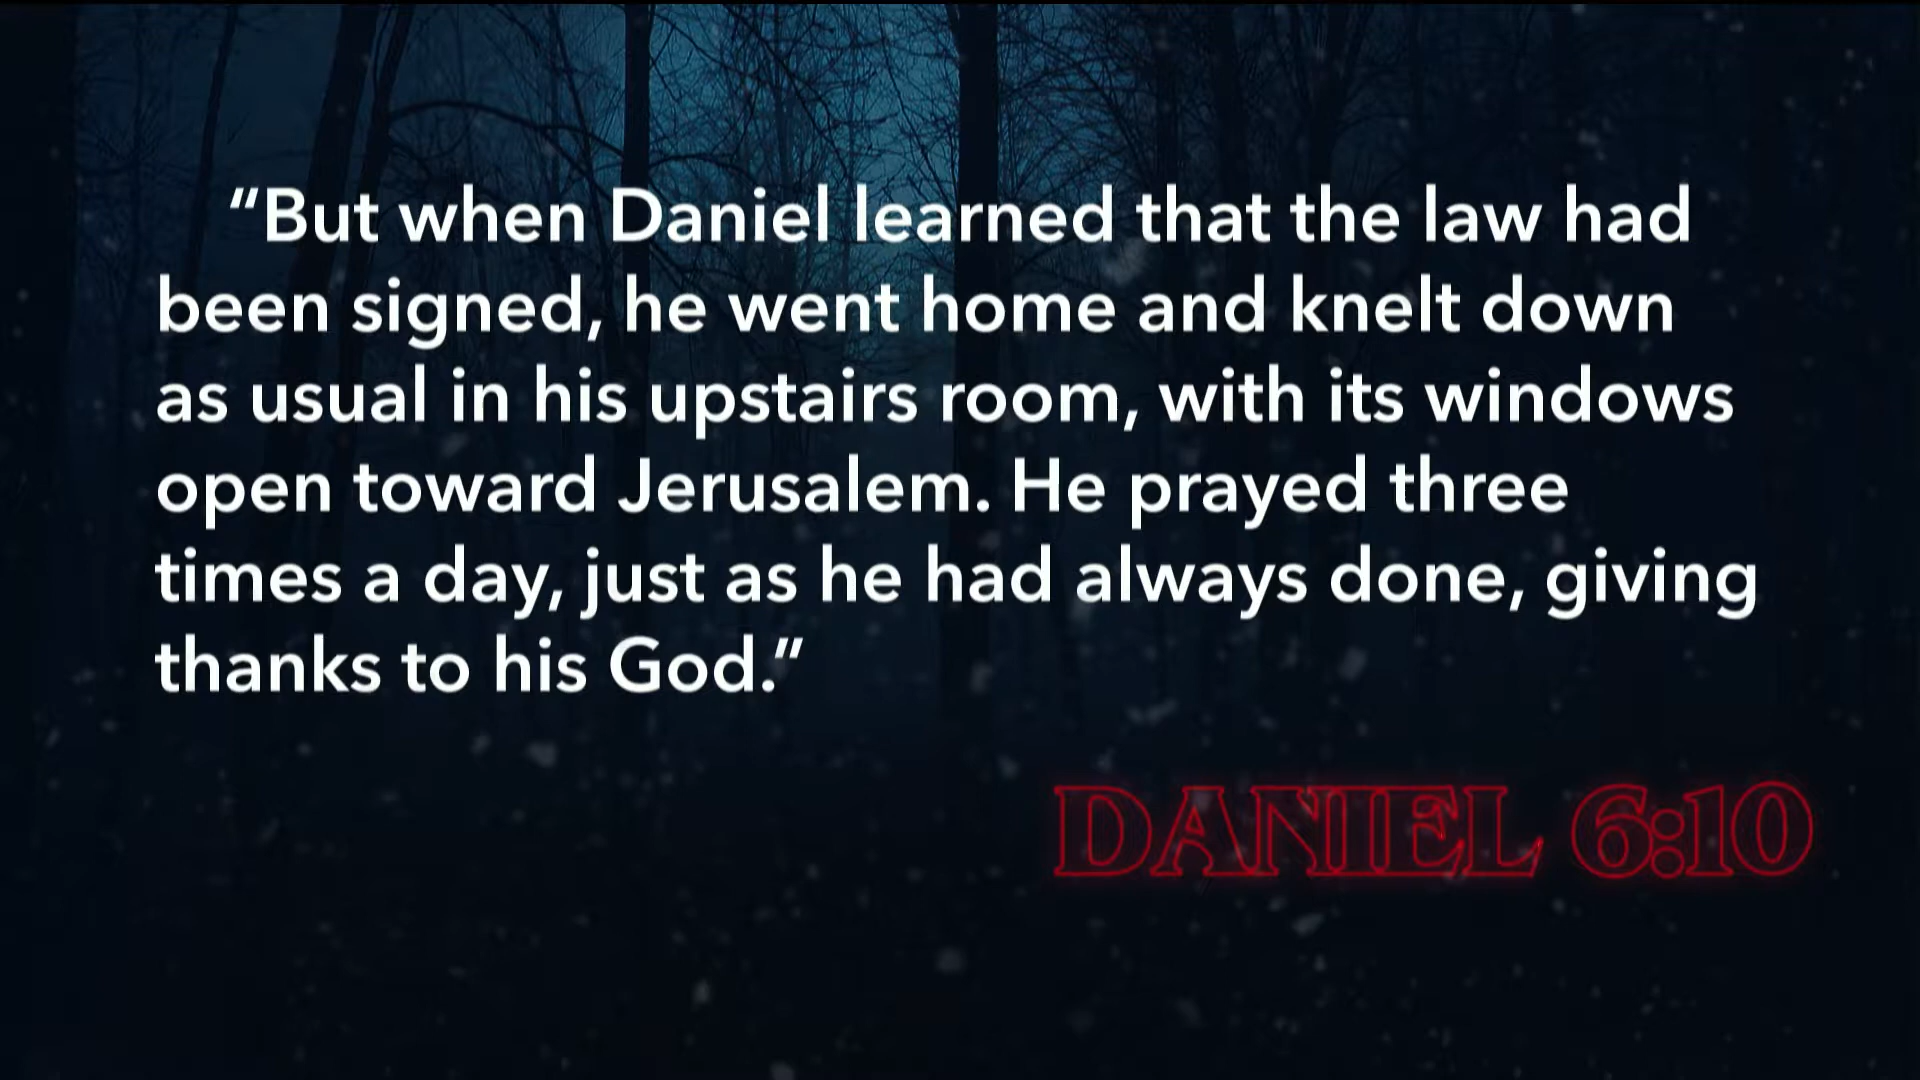 “But when Daniel learned that the law had
been signed, he went home and knelt down
as usual in his upstairs room, with its windows
open toward Jerusalem. He prayed three
times a day, just as he had always done, giving
thanks to his God.”
DANIEL 6:10